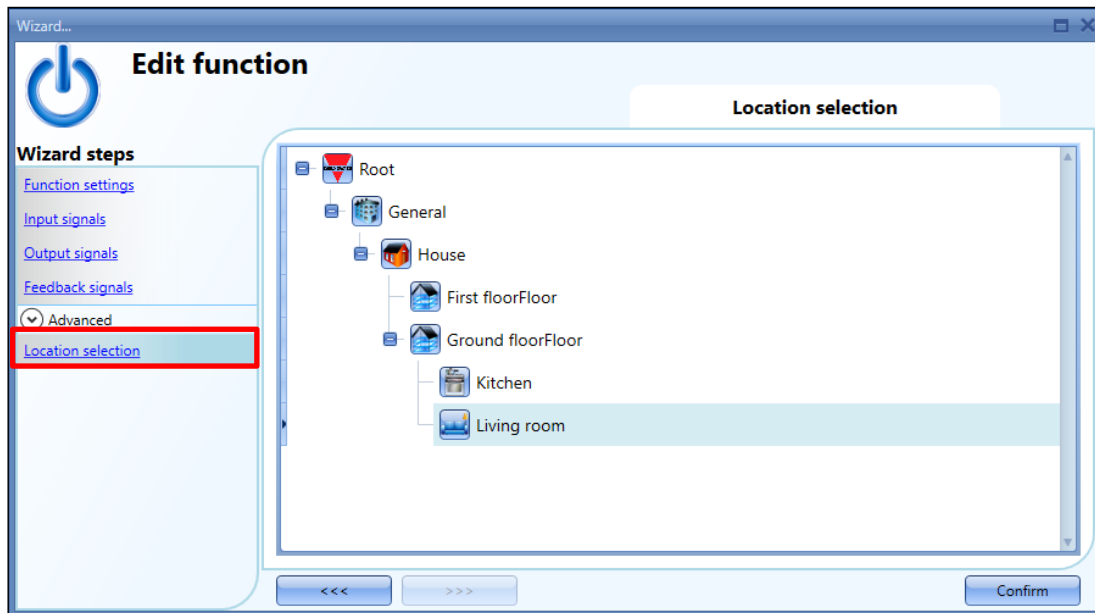 Wizard...
Edit function
Location selection
Wizard steps
Function settings
Input signals
Output signals
Feedback signals
Advanced
Location selection
Root
General
House
First floorFloor
Ground floorFloor
Kitchen
Living room
<<<
>>>
Confirm